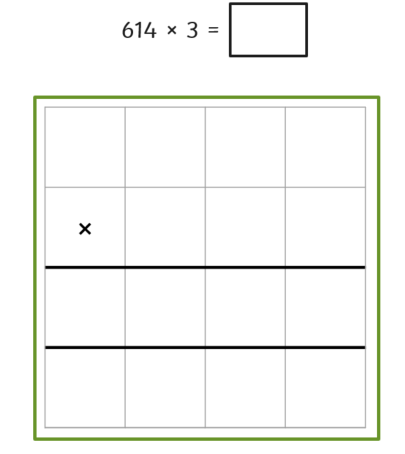 614 × 3 =
×